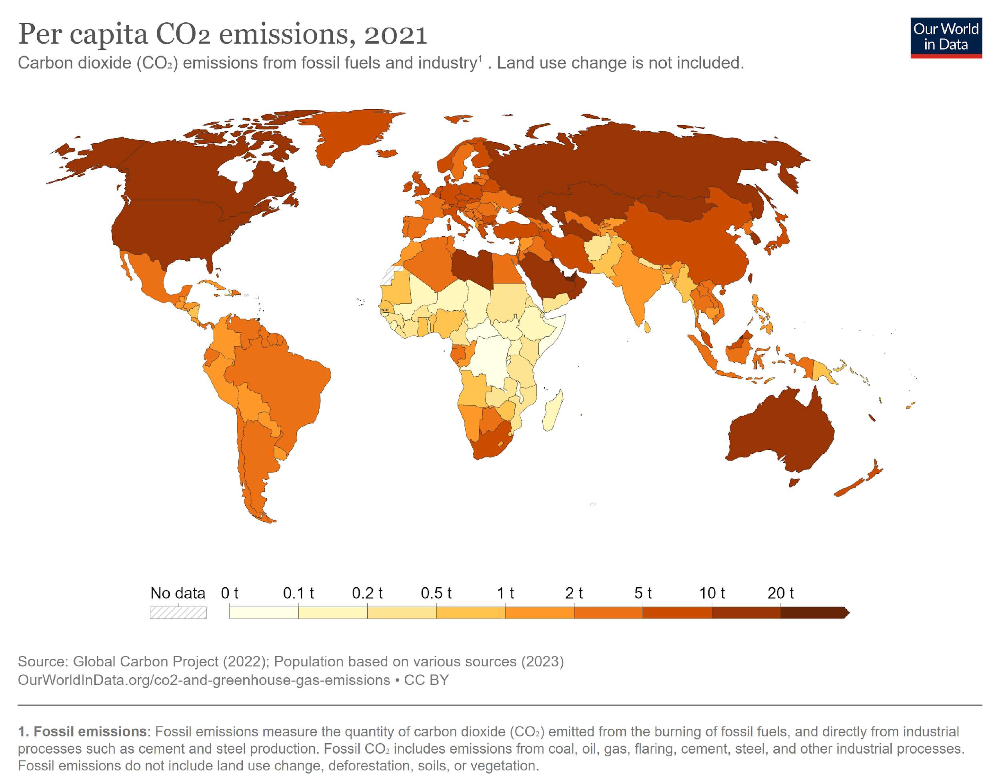 Per capita CO2 emissions, 2021
Our World
in Data
Carbon dioxide (CO₂) emissions from fossil fuels and industry¹ . Land use change is not included.
No data 0 t 0.1 t 0.2 t 0.5 t 1 t 2 t 5 t 10 t 20 t
Source: Global Carbon Project (2022); Population based on various sources (2023)
OurWorldInData.org/co2-and-greenhouse-gas-emissions • CC BY
1. Fossil emissions: Fossil emissions measure the quantity of carbon dioxide (CO₂) emitted from the burning of fossil fuels, and directly from industrial
processes such as cement and steel production. Fossil CO₂ includes emissions from coal, oil, gas, flaring, cement, steel, and other industrial processes.
Fossil emissions do not include land use change, deforestation, soils, or vegetation.